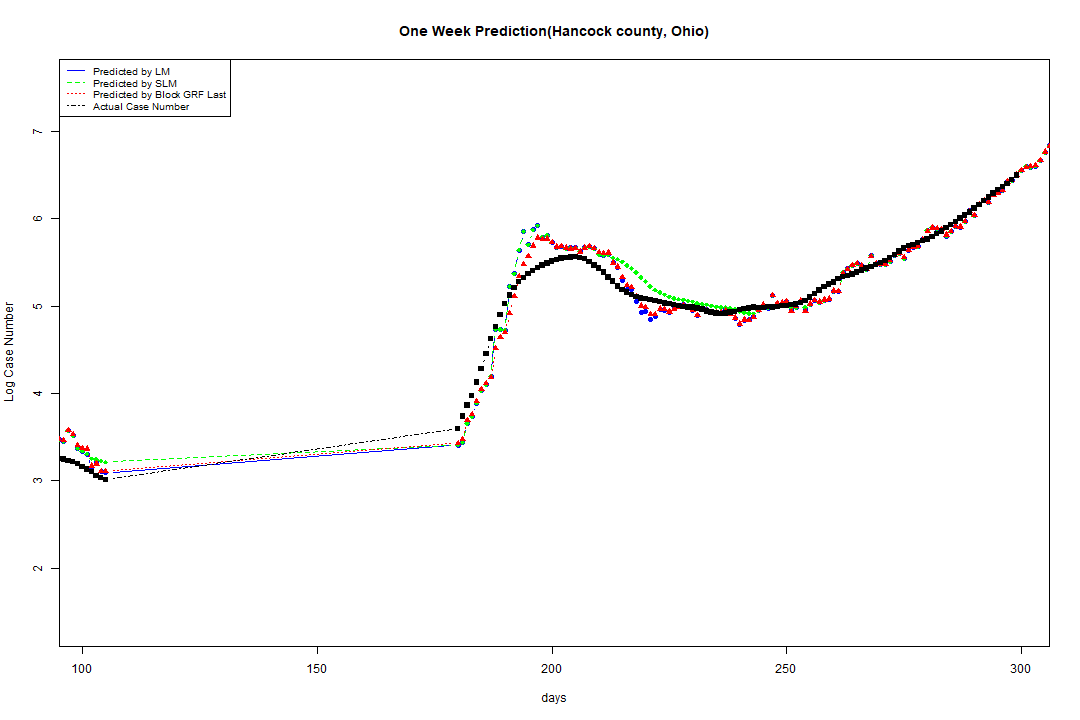 One Week Prediction(Hancock county, Ohio)
Predicted by LM
Predicted by SLM
Predicted by Block GRF Last
Actual Case Number
Log Case Number
7
6
5
4
3
2
100 150 200 250 300
days